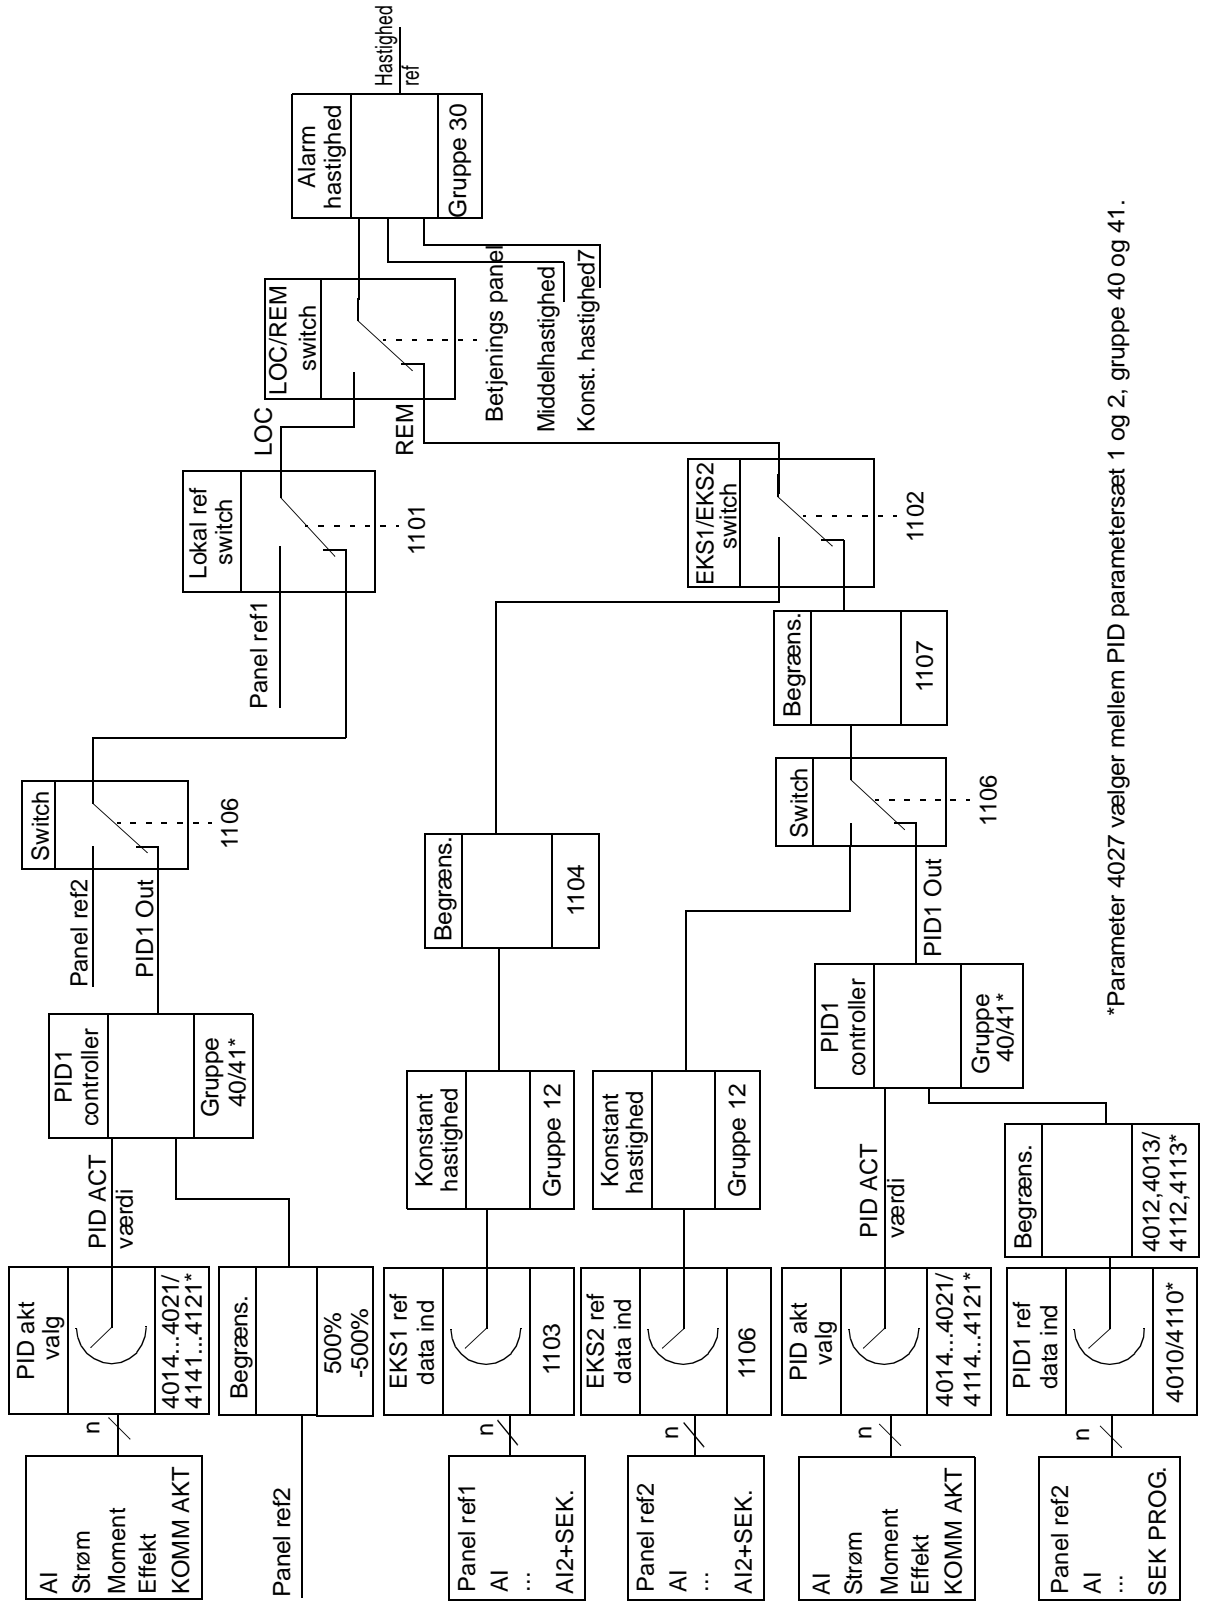 AI
Strøm
Moment
Effekt
KOMM AKT
n
PID akt
valg
4014...4021/
4141...4121*
PID ACT
værdi
Panel ref2
Begræns.
500%
-500%
PID1
controller
Gruppe
40/41*
Panel ref2
PID1 Out
Switch
1106
Panel ref1
Lokal ref
switch
1101
LOC
REM
LOC/REM
switch
Betjenings panel
Middelhastighed
Konst. hastighed7
Alarm
hastighed
Gruppe 30
Hastighed
ref
Panel ref1
AI
...
AI2+SEK.
n
EKS1 ref
data ind
1103
Konstant
hastighed
Gruppe 12
Begræns.
1104
EKS1/EKS2
switch
1102
Panel ref2
AI
...
AI2+SEK.
n
EKS2 ref
data ind
1106
Konstant
hastighed
Gruppe 12
Switch
1106
Begræns.
1107
AI
Strøm
Moment
Effekt
KOMM AKT
n
PID akt
valg
4014...4021/
4114...4121*
PID ACT
værdi
PID1
controller
Gruppe
40/41*
PID1 Out
Panel ref2
AI
...
SEK PROG.
n
PID1 ref
data ind
4010/4110*
Begræns.
4012,4013/
4112,4113*
*Parameter 4027 vælger mellem PID parametersæt 1 og 2, gruppe 40 og 41.